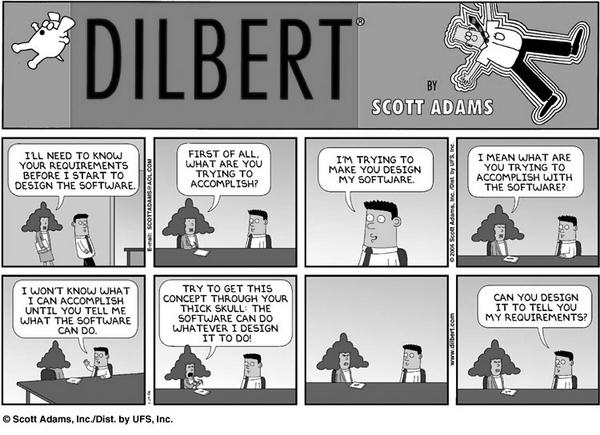 DILBERT®
BY
SCOTT ADAMS
I'LL NEED TO KNOW
YOUR REQUIREMENTS
BEFORE I START TO
DESIGN THE SOFTWARE.
E-mail: SCOTTADAMS@AOL.COM
FIRST OF ALL,
WHAT ARE YOU
TRYING TO
ACCOMPLISH?
I'M TRYING TO
MAKE YOU DESIGN
MY SOFTWARE.
© 2006 Scott Adams, Inc./Dist. by UFS, Inc.
I MEAN WHAT ARE
YOU TRYING TO
ACCOMPLISH WITH
THE SOFTWARE?
I WON'T KNOW WHAT
I CAN ACCOMPLISH
UNTIL YOU TELL ME
WHAT THE SOFTWARE
CAN DO.
TRY TO GET THIS
CONCEPT THROUGH YOUR
THICK SKULL: THE
SOFTWARE CAN DO
WHATEVER I DESIGN
IT TO DO!
www.dilbert.com
CAN YOU DESIGN
IT TO TELL YOU
MY REQUIREMENTS?
© Scott Adams, Inc./Dist. by UFS, Inc.